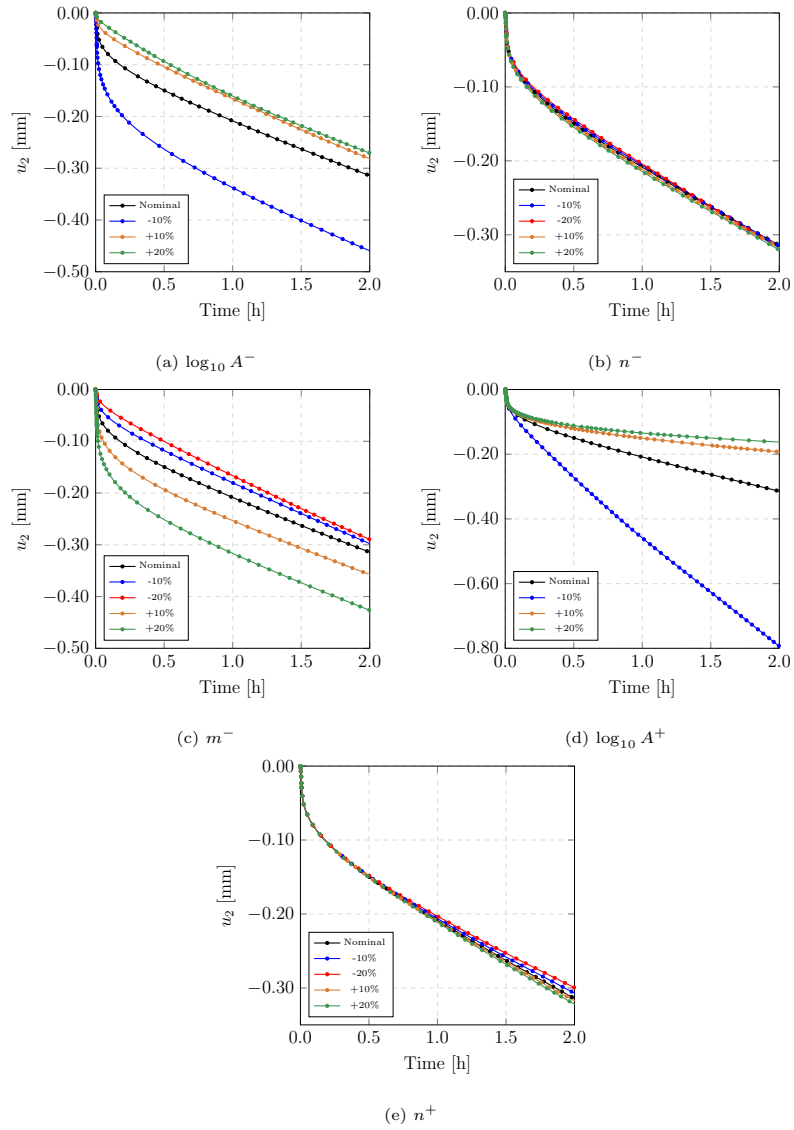 0.00
−0.10
−0.20
−0.30
−0.40
−0.50
u₂ [mm]
Nominal
-10%
+10%
+20%
0.0 0.5 1.0 1.5 2.0
Time [h]
(a) log₁₀ A⁻
0.00
−0.10
−0.20
−0.30
u₂ [mm]
Nominal
-10%
-20%
+10%
+20%
0.0 0.5 1.0 1.5 2.0
Time [h]
(b) n⁻
0.00
−0.10
−0.20
−0.30
−0.40
−0.50
u₂ [mm]
Nominal
-10%
-20%
+10%
+20%
0.0 0.5 1.0 1.5 2.0
Time [h]
(c) m⁻
0.00
−0.20
−0.40
−0.60
−0.80
u₂ [mm]
Nominal
-10%
+10%
+20%
0.0 0.5 1.0 1.5 2.0
Time [h]
(d) log₁₀ A⁺
0.00
−0.10
−0.20
−0.30
u₂ [mm]
Nominal
-10%
-20%
+10%
+20%
0.0 0.5 1.0 1.5 2.0
Time [h]
(e) n⁺